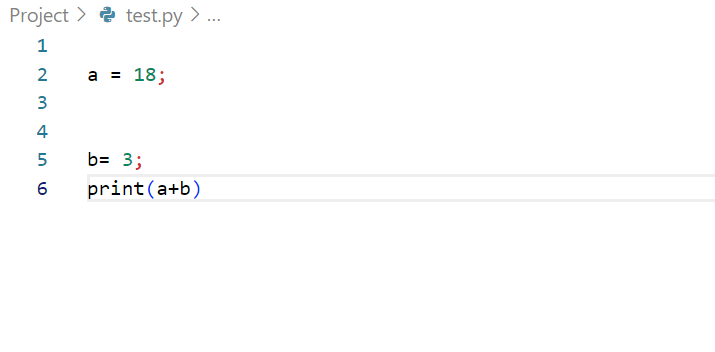 Project > test.py > ...
1
2 a = 18;
3
4
5 b= 3;
6 print(a+b)